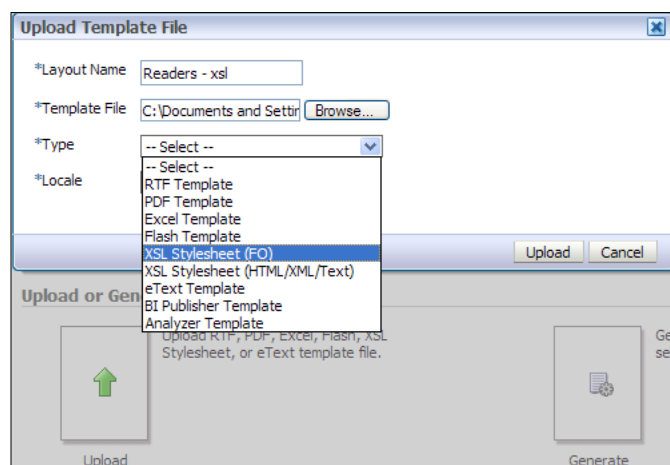 Upload Template File
*Layout Name Readers - xsl
*Template File C:\Documents and Settin Browse...
*Type -- Select --
-- Select --
*Locale
RTF Template
PDF Template
Excel Template
Flash Template
XSL Stylesheet (FO)
XSL Stylesheet (HTML/XML/Text)
eText Template
BI Publisher Template
Analyzer Template
Upload Cancel
Upload or Gen
Upload RTF, PDF, Excel, Flash, XSL
Stylesheet, or eText template file.
Ge
se
Upload
Generate